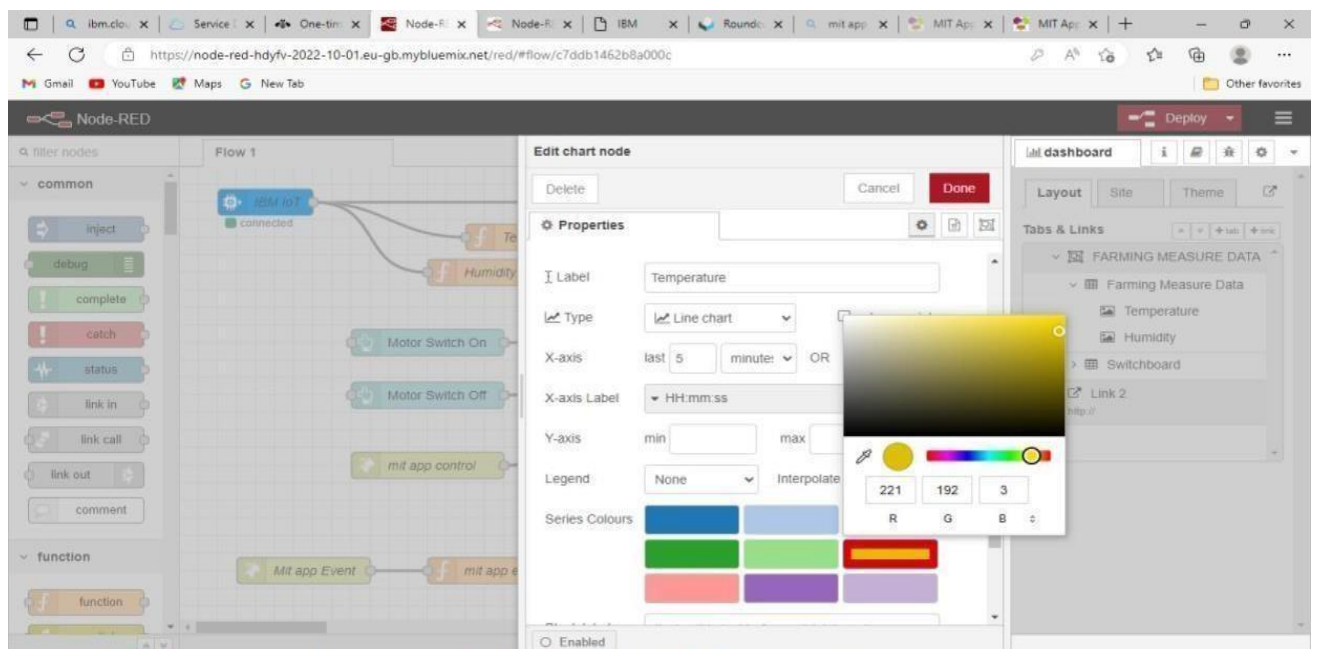 ibm.clou
Service
One-tim
Node-R
Node-R
IBM
Roundc
mit app
MIT App
MIT App
https://node-red-hdyfv-2022-10-01.eu-gb.mybluemix.net/red/#flow/c7ddb1462b8a000c
Gmail
YouTube
Maps
New Tab
Other favorites
Node-RED
Deploy
filter nodes
Flow 1
Edit chart node
dashboard
common
Delete
Cancel
Done
Layout
Site
Theme
IBM IoT
connected
Properties
Tabs & Links
tab
link
inject
Te
FARMING MEASURE DATA
debug
Humidity
Label
Temperature
Farming Measure Data
complete
Type
Line chart
Temperature
catch
Motor Switch On
X-axis
last 5
minutes
OR
Humidity
status
Switchboard
link in
Motor Switch Off
X-axis Label
HH:mm:ss
Link 2
http://
link call
Y-axis
min
max
link out
mit app control
Legend
None
Interpolate
221 192 3
comment
Series Colours
R G B
function
Mit app Event
mit app e
function
Enabled